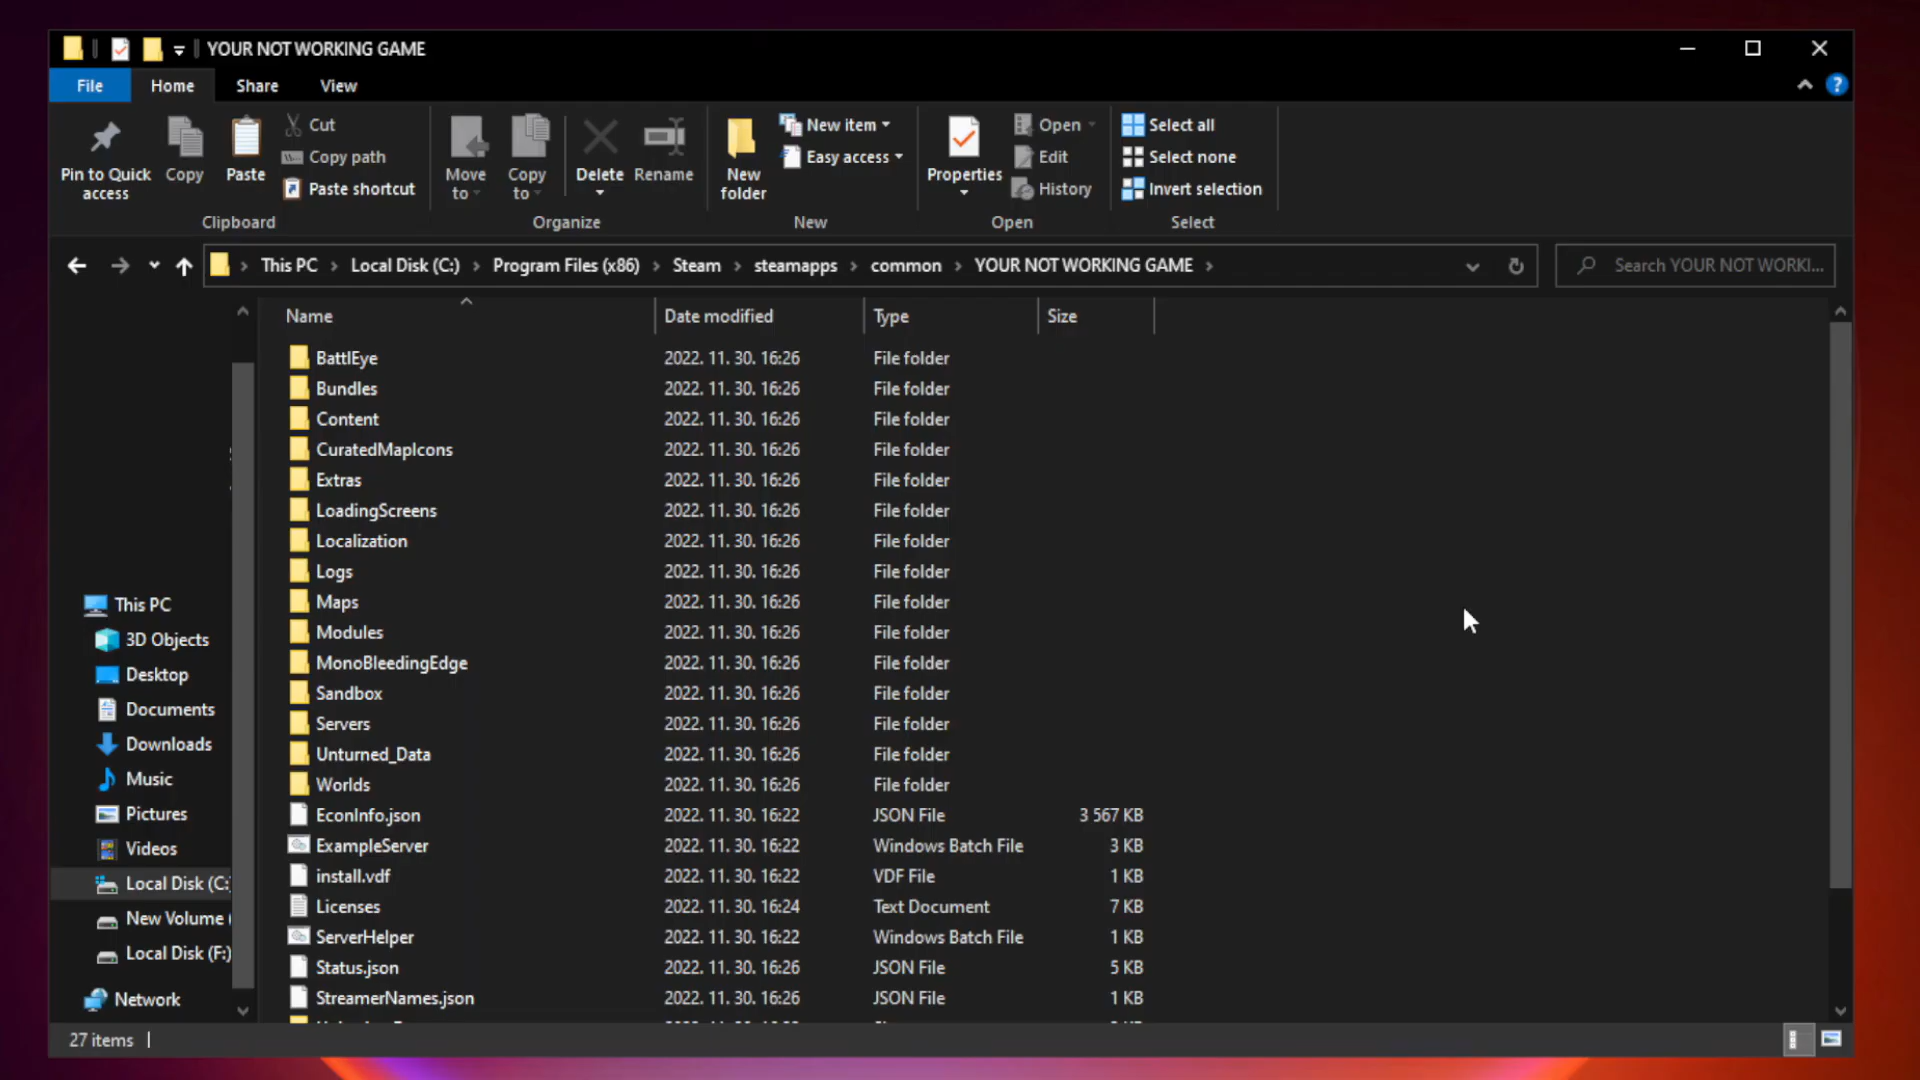 YOUR NOT WORKING GAME
File Home Share View
Pin to Quick access
Copy
Paste
Cut
Copy path
Paste shortcut
Clipboard
Move to
Copy to
Delete
Rename
Organize
New folder
New item
Easy access
New
Properties
Open
Edit
History
Open
Select all
Select none
Invert selection
Select
This PC > Local Disk (C:) > Program Files (x86) > Steam > steamapps > common > YOUR NOT WORKING GAME >
Search YOUR NOT WORKI...
This PC
3D Objects
Desktop
Documents
Downloads
Music
Pictures
Videos
Local Disk (C:
New Volume (
Local Disk (F:)
Network
Name Date modified Type Size
BattlEye 2022. 11. 30. 16:26 File folder
Bundles 2022. 11. 30. 16:26 File folder
Content 2022. 11. 30. 16:26 File folder
CuratedMapIcons 2022. 11. 30. 16:26 File folder
Extras 2022. 11. 30. 16:26 File folder
LoadingScreens 2022. 11. 30. 16:26 File folder
Localization 2022. 11. 30. 16:26 File folder
Logs 2022. 11. 30. 16:26 File folder
Maps 2022. 11. 30. 16:26 File folder
Modules 2022. 11. 30. 16:26 File folder
MonoBleedingEdge 2022. 11. 30. 16:26 File folder
Sandbox 2022. 11. 30. 16:26 File folder
Servers 2022. 11. 30. 16:26 File folder
Unturned_Data 2022. 11. 30. 16:26 File folder
Worlds 2022. 11. 30. 16:26 File folder
EconInfo.json 2022. 11. 30. 16:22 JSON File 3 567 KB
ExampleServer 2022. 11. 30. 16:22 Windows Batch File 3 KB
install.vdf 2022. 11. 30. 16:22 VDF File 1 KB
Licenses 2022. 11. 30. 16:24 Text Document 7 KB
ServerHelper 2022. 11. 30. 16:22 Windows Batch File 1 KB
Status.json 2022. 11. 30. 16:26 JSON File 5 KB
StreamerNames.json 2022. 11. 30. 16:26 JSON File 1 KB
27 items